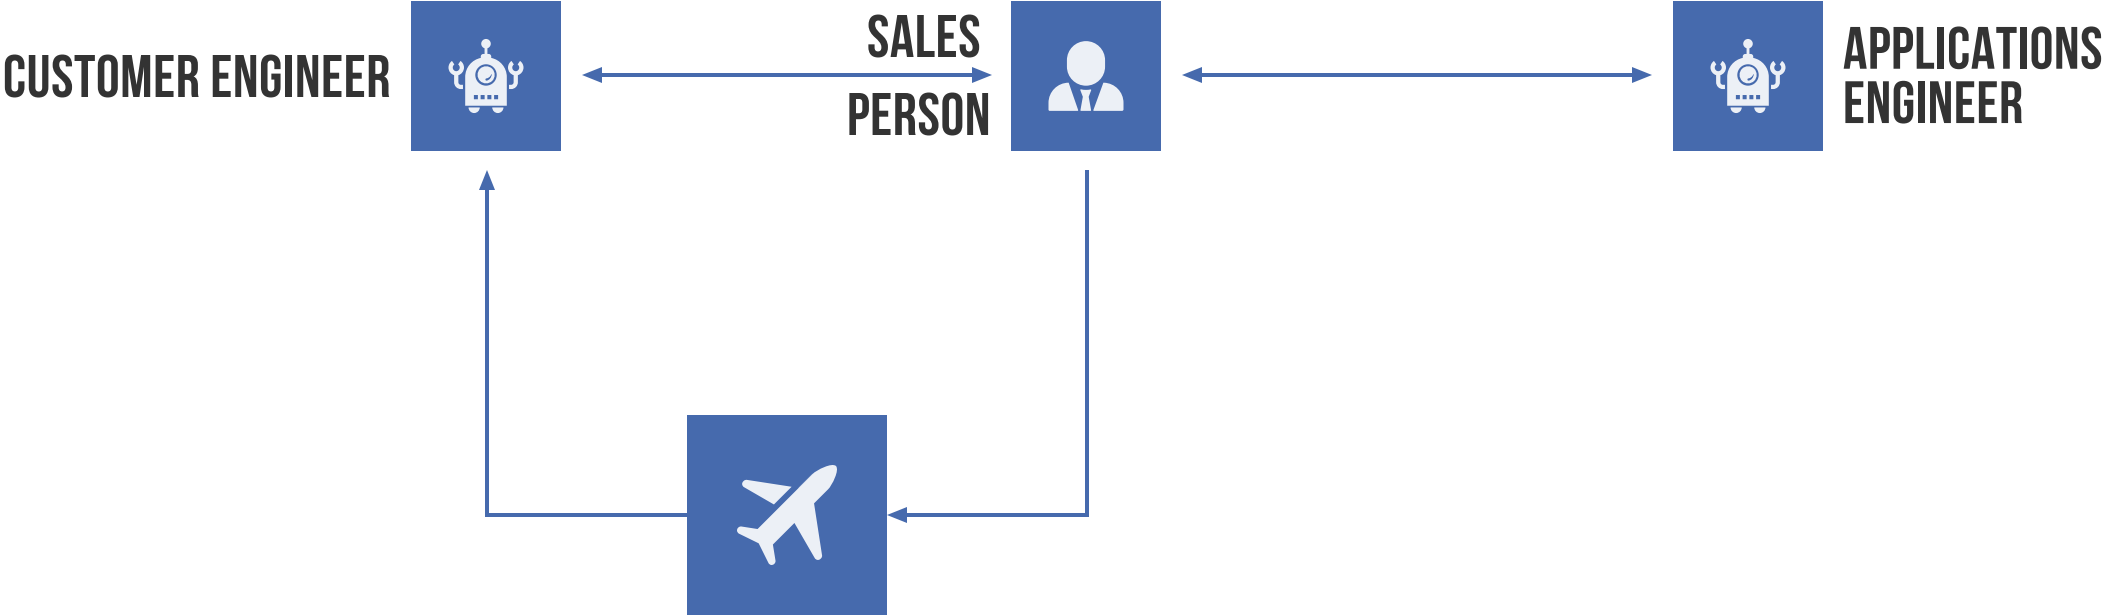 CUSTOMER ENGINEER
SALES
PERSON
APPLICATIONS
ENGINEER